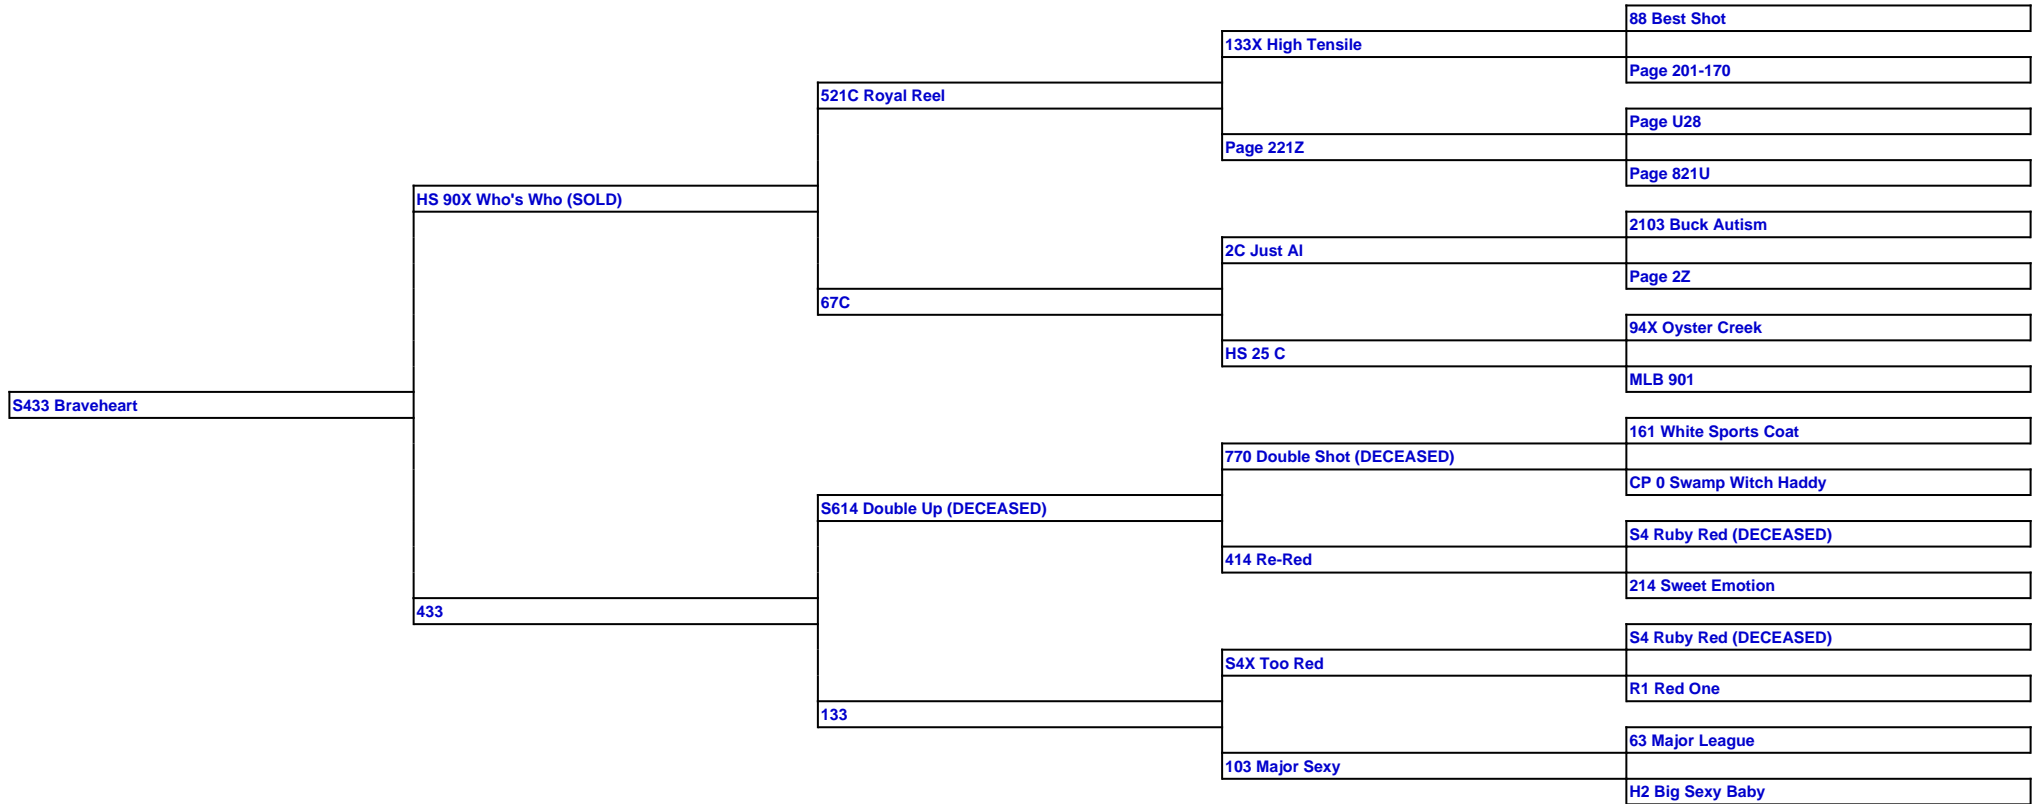 88 Best Shot
133X High Tensile
Page 201-170
521C Royal Reel
Page U28
Page 221Z
Page 821U
HS 90X Who's Who (SOLD)
2103 Buck Autism
2C Just AI
Page 2Z
67C
94X Oyster Creek
HS 25 C
MLB 901
S433 Braveheart
161 White Sports Coat
770 Double Shot (DECEASED)
CP 0 Swamp Witch Haddy
S614 Double Up (DECEASED)
S4 Ruby Red (DECEASED)
414 Re-Red
214 Sweet Emotion
433
S4 Ruby Red (DECEASED)
S4X Too Red
R1 Red One
133
63 Major League
103 Major Sexy
H2 Big Sexy Baby